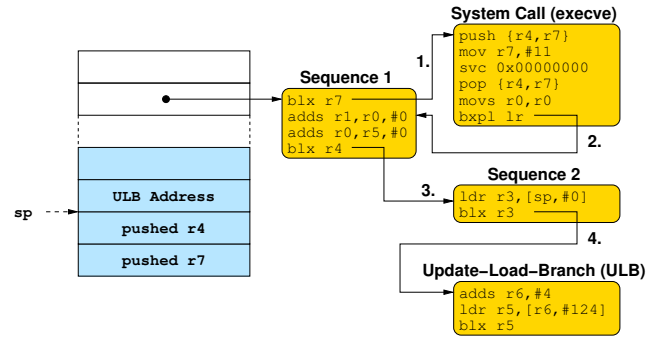 System Call (execve)
push {r4,r7}
mov r7,#11
svc 0x00000000
pop {r4,r7}
movs r0,r0
bxpl lr
1.
Sequence 1
blx r7
adds r1,r0,#0
adds r0,r5,#0
blx r4
2.
3.
Sequence 2
ldr r3,[sp,#0]
blx r3
4.
ULB Address
sp
pushed r4
pushed r7
Update−Load−Branch (ULB)
adds r6,#4
ldr r5,[r6,#124]
blx r5